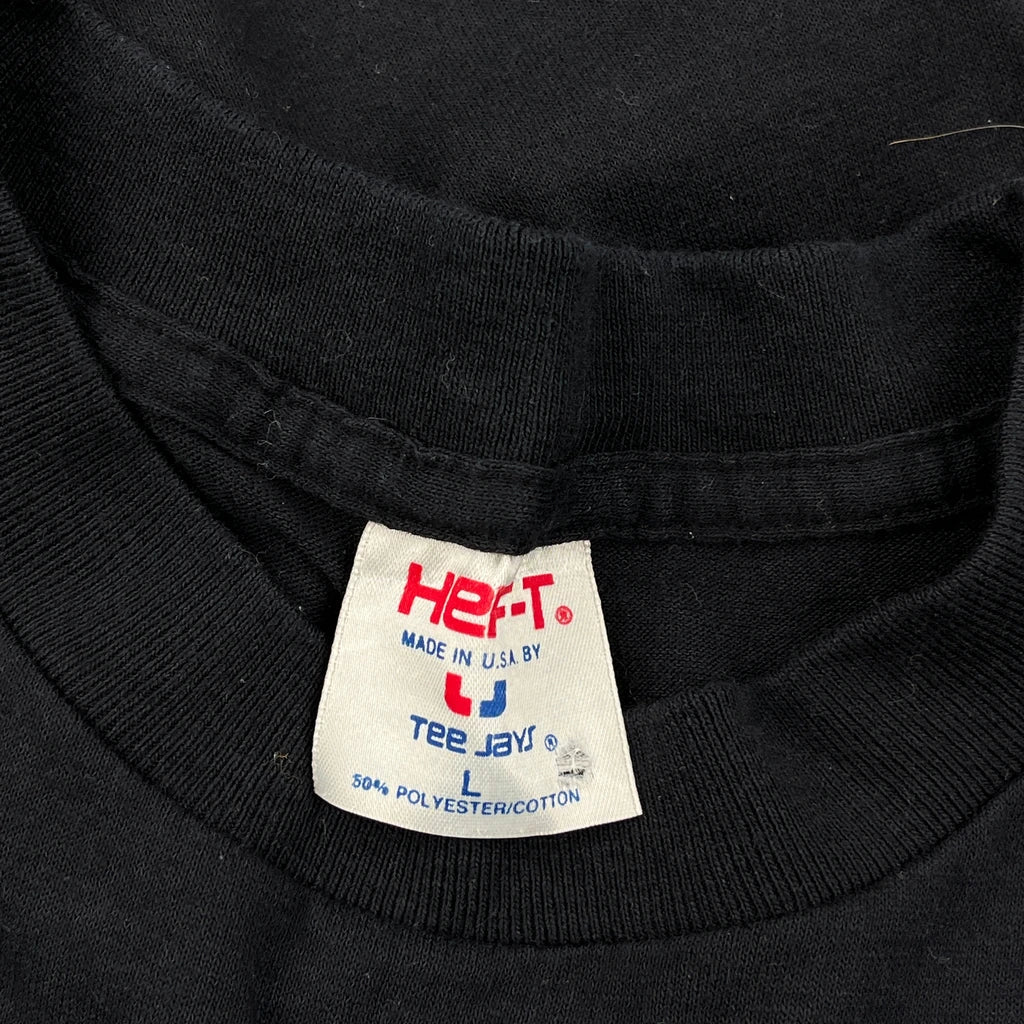 HEF-T®
MADE IN U.S.A. BY
TEE JAYS ®
L
50% POLYESTER/COTTON